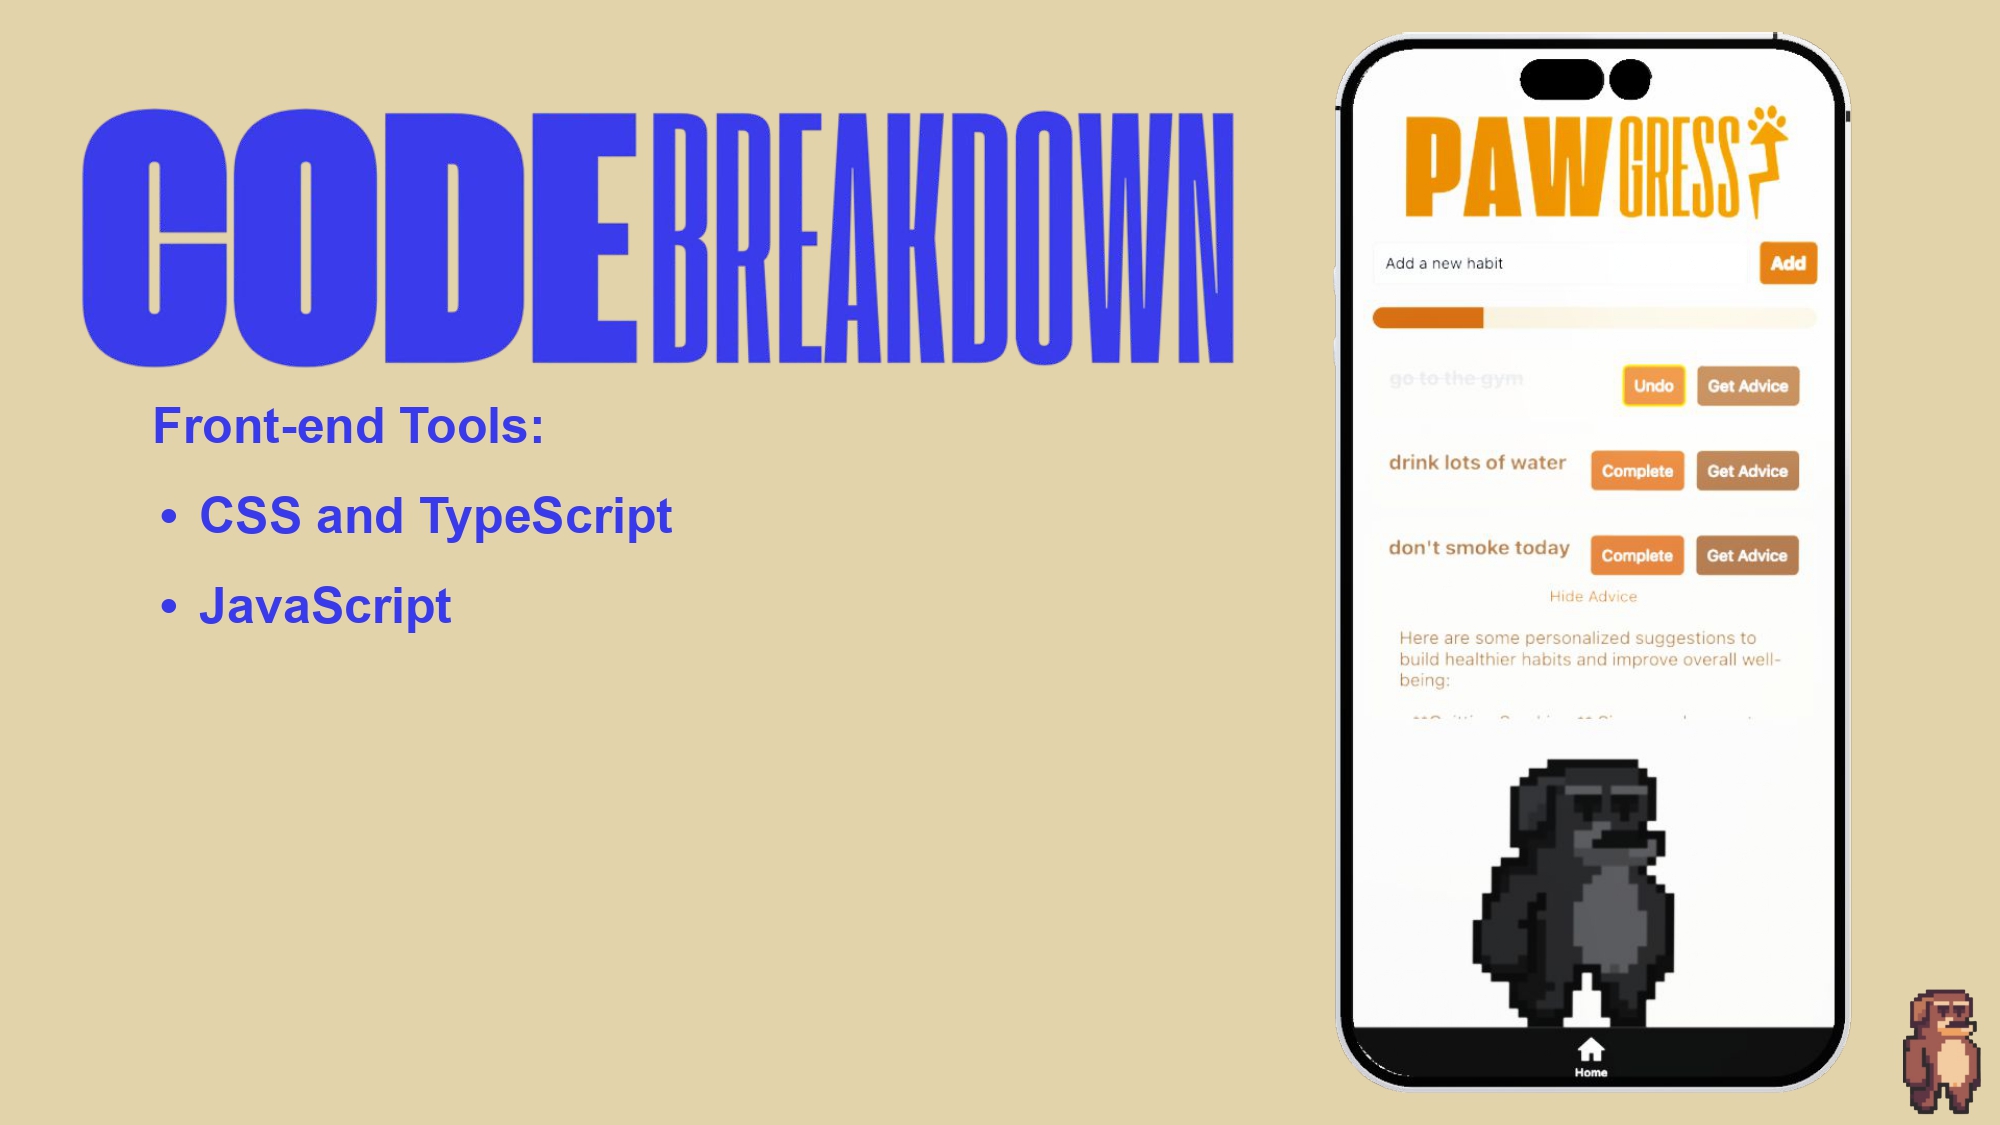 CODE BREAKDOWN
Front-end Tools:
• CSS and TypeScript
• JavaScript
PAWGRESS
Add a new habit
Add
go to the gym
Undo
Get Advice
drink lots of water
Complete
Get Advice
don't smoke today
Complete
Get Advice
Hide Advice
Here are some personalized suggestions to
build healthier habits and improve overall well-
being:
Home